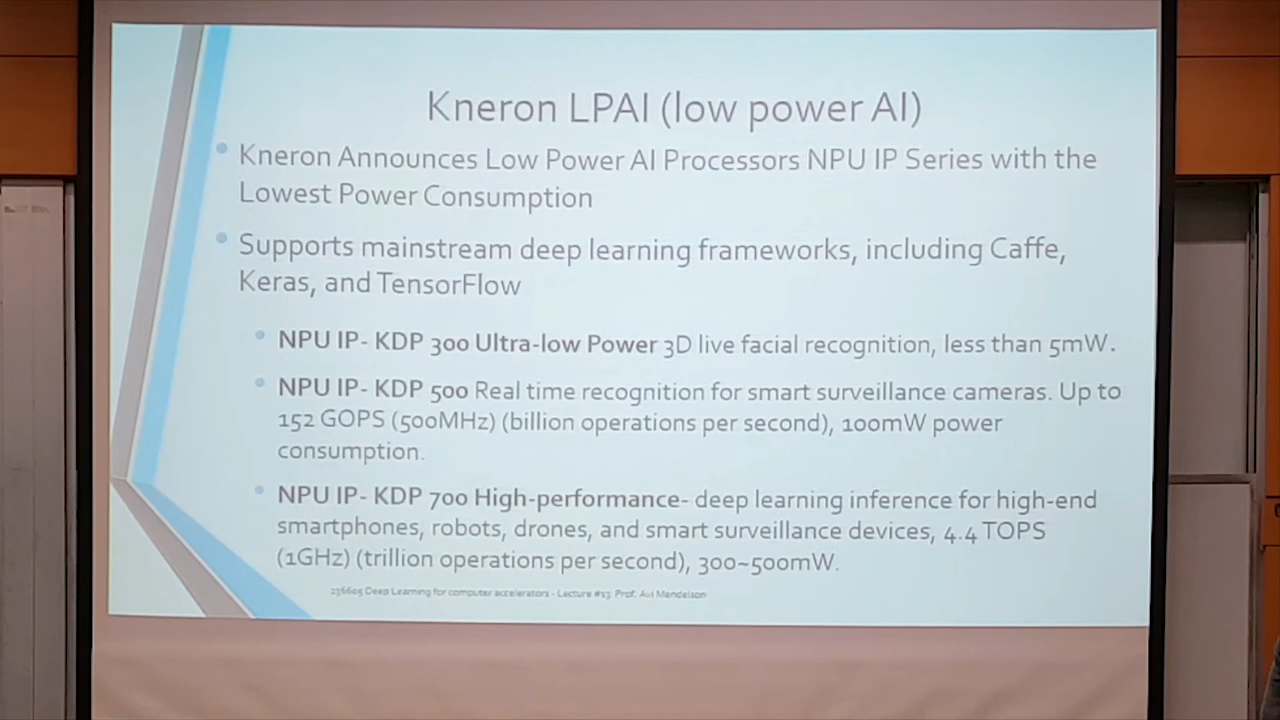 Kneron LPAI (low power AI)
Kneron Announces Low Power AI Processors NPU IP Series with the
Lowest Power Consumption
Supports mainstream deep learning frameworks, including Caffe,
Keras, and TensorFlow
NPU IP- KDP 300 Ultra-low Power 3D live facial recognition, less than 5mW.
NPU IP- KDP 500 Real time recognition for smart surveillance cameras. Up to
152 GOPS (500MHz) (billion operations per second), 100mW power
consumption.
NPU IP- KDP 700 High-performance- deep learning inference for high-end
smartphones, robots, drones, and smart surveillance devices, 4.4 TOPS
(1GHz) (trillion operations per second), 300~500mW.
236605 Deep Learning for computer accelerators - Lecture #13 Prof. Avi Mendelson